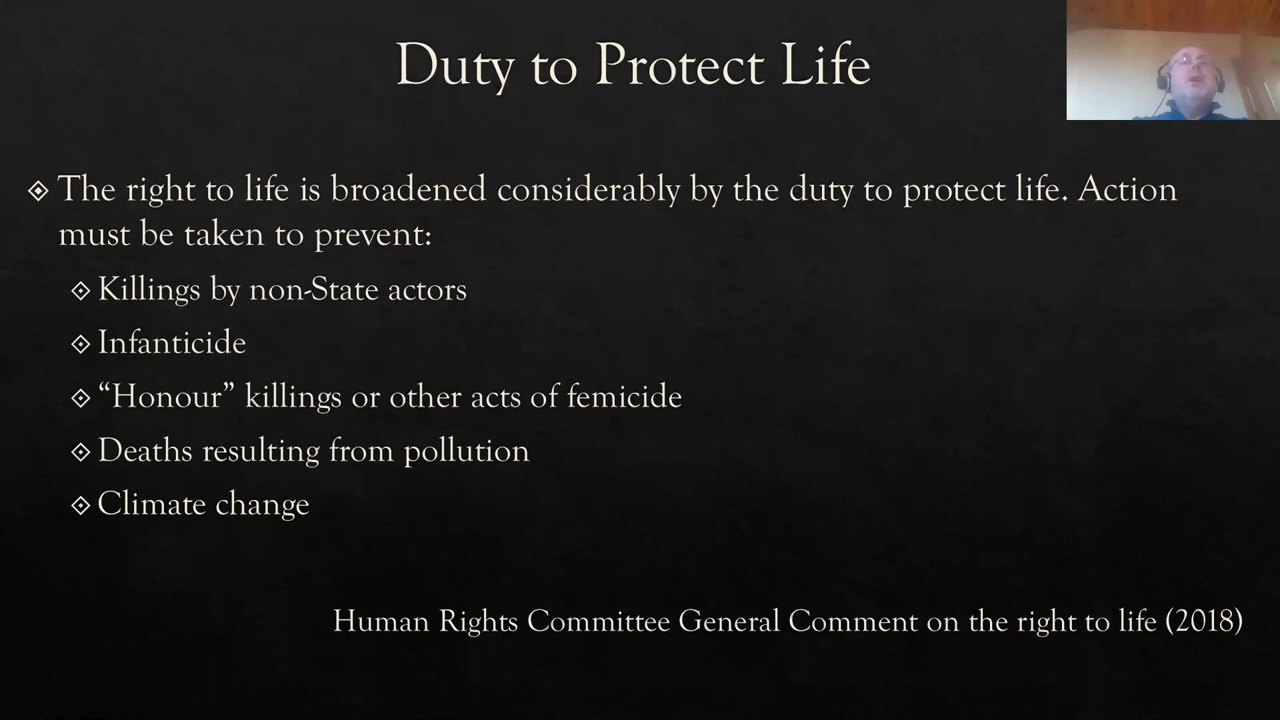 Duty to Protect Life
The right to life is broadened considerably by the duty to protect life. Action
must be taken to prevent:
Killings by non-State actors
Infanticide
“Honour” killings or other acts of femicide
Deaths resulting from pollution
Climate change
Human Rights Committee General Comment on the right to life (2018)